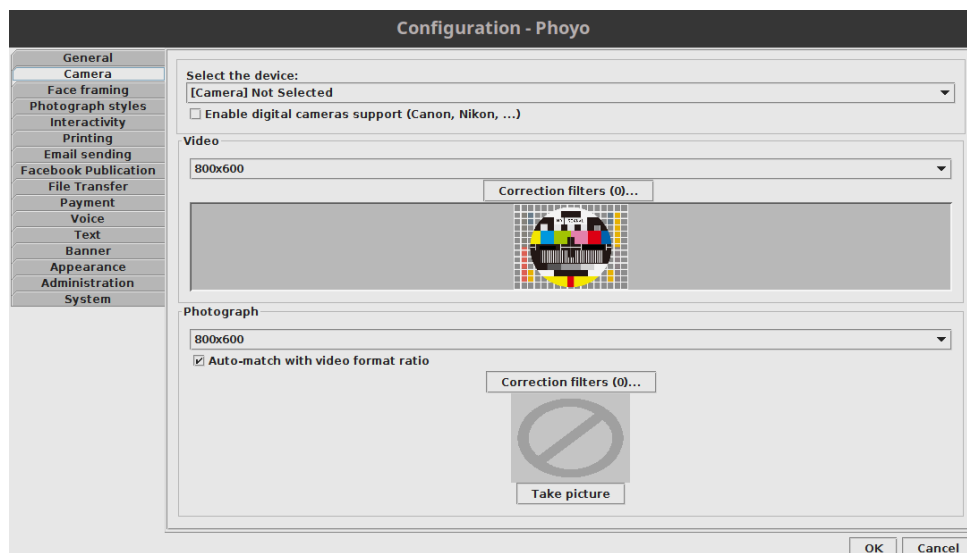 Configuration - Phoyo
General
Camera
Face framing
Photograph styles
Interactivity
Printing
Email sending
Facebook Publication
File Transfer
Payment
Voice
Text
Banner
Appearance
Administration
System
Select the device:
[Camera] Not Selected
Enable digital cameras support (Canon, Nikon, ...)
Video
800x600
Correction filters (0)...
Photograph
800x600
Auto-match with video format ratio
Correction filters (0)...
Take picture
OK Cancel